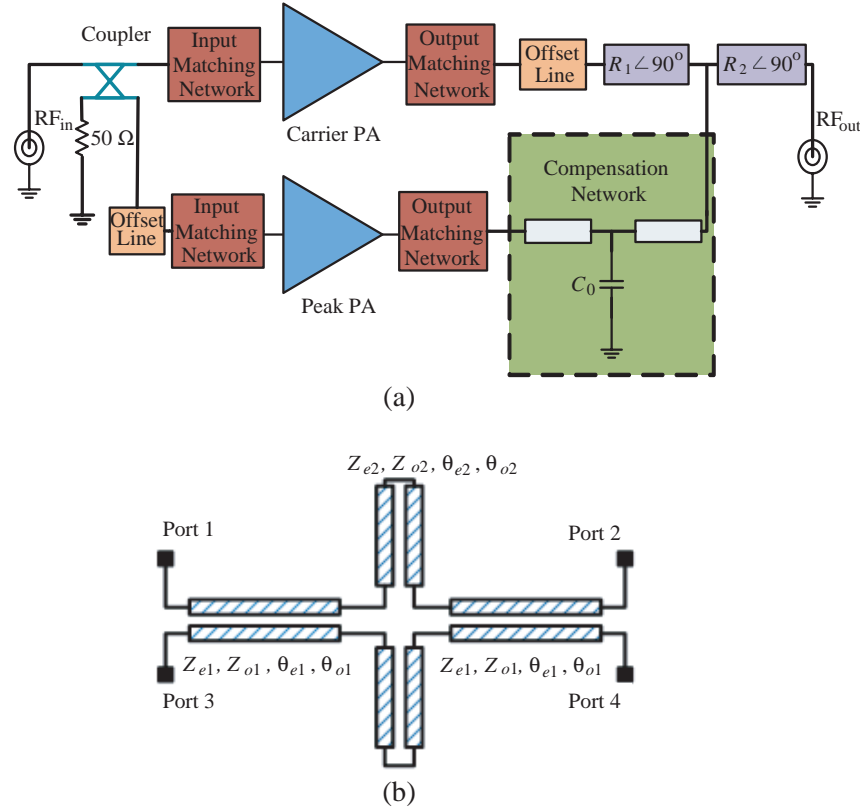 Coupler
Input
Matching
Network
Output
Matching
Network
Offset
Line
R1∠90°
R2∠90°
RFin
50 Ω
Carrier PA
RFout
Compensation
Network
Offset
Line
Input
Matching
Network
Output
Matching
Network
C0
Peak PA
(a)
Ze2, Zo2, θe2, θo2
Port 1
Port 2
Ze1, Zo1, θe1, θo1
Ze1, Zo1, θe1, θo1
Port 3
Port 4
(b)